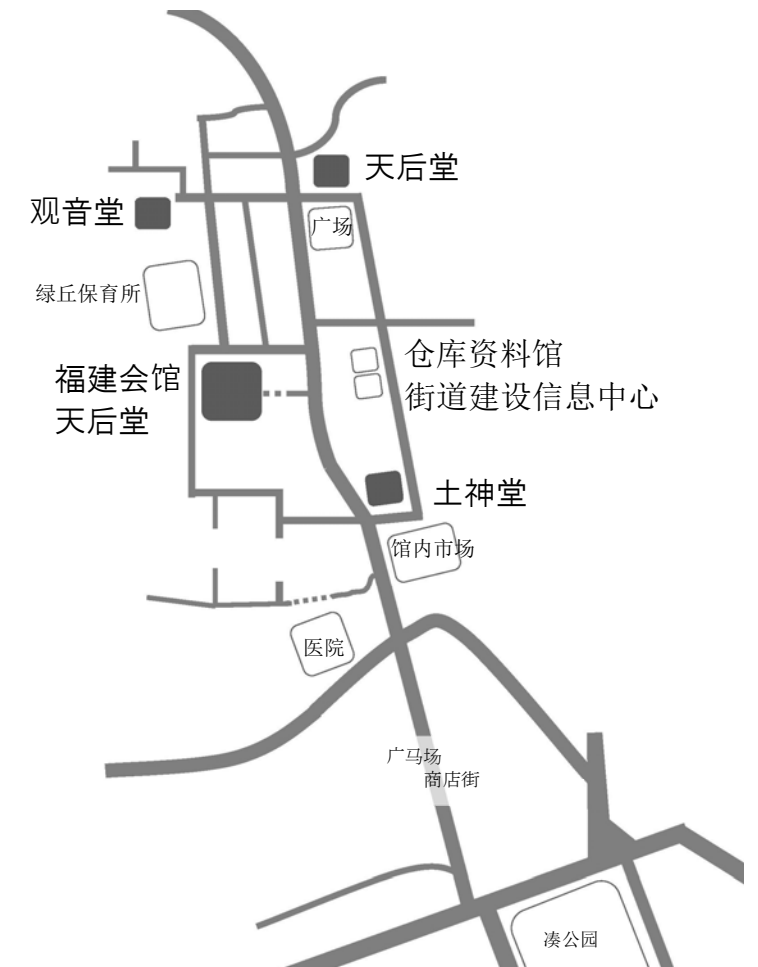 天后堂
观音堂
广场
绿丘保育所
仓库资料馆
街道建设信息中心
福建会馆
天后堂
土神堂
馆内市场
医院
广马场
商店街
凑公园